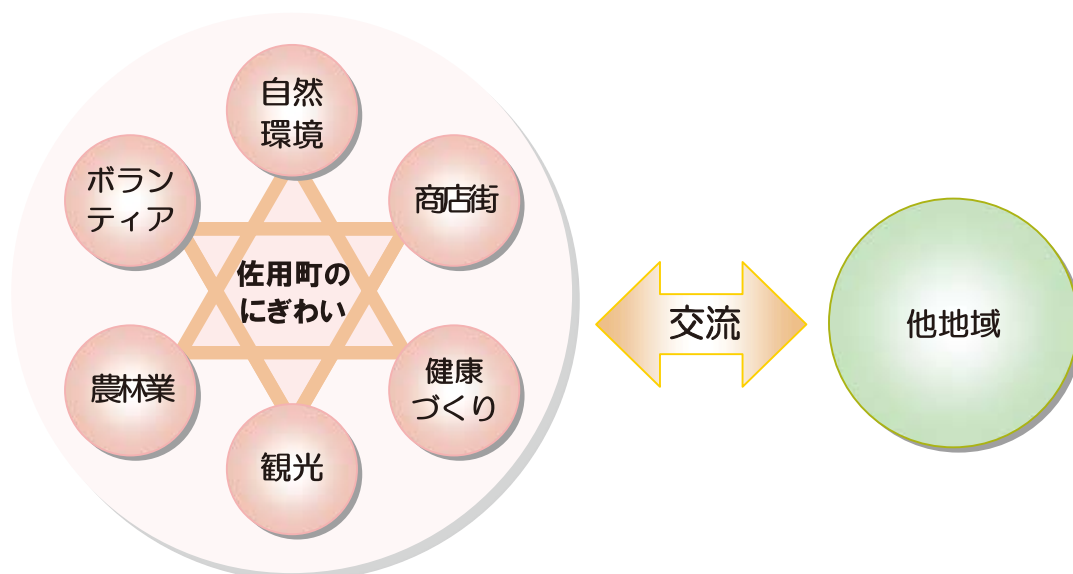 自然
環境
ボラン
ティア
商店街
佐用町の
にぎわい
農林業
健康
づくり
観光
交流
他地域